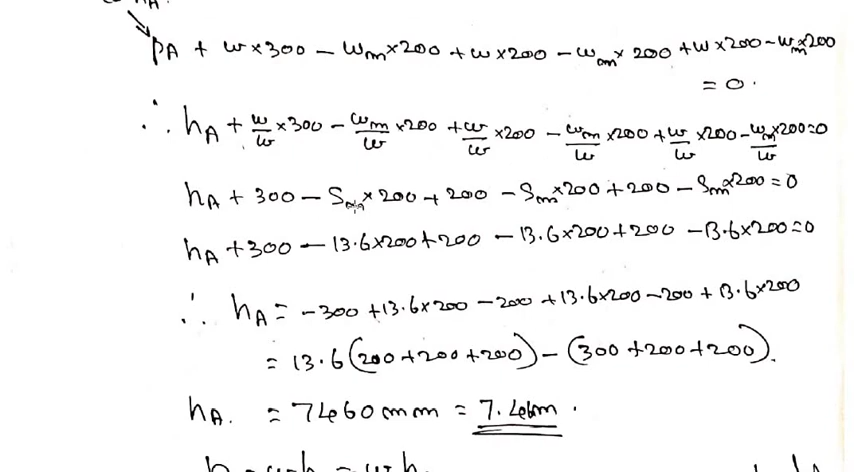 hA.
pA + w×300 − wm×200 + w×200 − wm×200 + w×200 − wm×200
= 0.
∴ hA + w/w ×300 − wm/w ×200 + w/w ×200 − wm/w ×200 + w/w ×200 − wm/w ×200 = 0
hA + 300 − Sm×200 + 200 − Sm×200 + 200 − Sm×200 = 0
hA + 300 − 13.6×200 + 200 − 13.6×200 + 200 − 13.6×200 = 0
∴ hA = −300 + 13.6×200 − 200 + 13.6×200 − 200 + 13.6×200
= 13.6(200 + 200 + 200) − (300 + 200 + 200).
hA. = 7460mm = 7.46m.